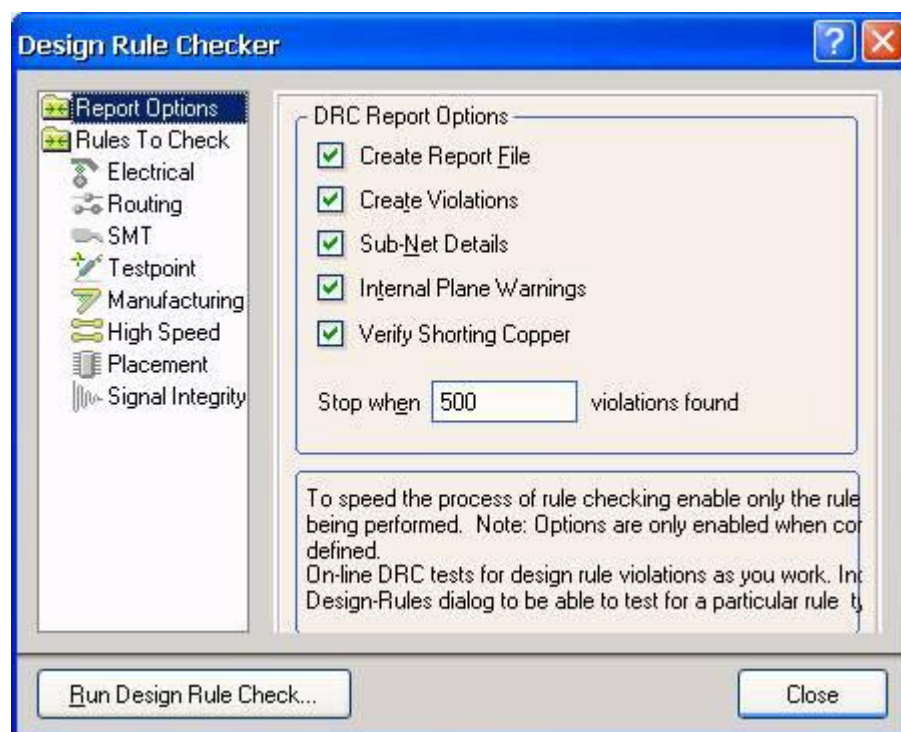 Design Rule Checker
Report Options
Rules To Check
Electrical
Routing
SMT
Testpoint
Manufacturing
High Speed
Placement
Signal Integrity
DRC Report Options
Create Report File
Create Violations
Sub-Net Details
Internal Plane Warnings
Verify Shorting Copper
Stop when 500 violations found
To speed the process of rule checking enable only the rule
being performed. Note: Options are only enabled when
defined.
On-line DRC tests for design rule violations as you work.
Design-Rules dialog to be able to test for a particular rule
Run Design Rule Check...
Close